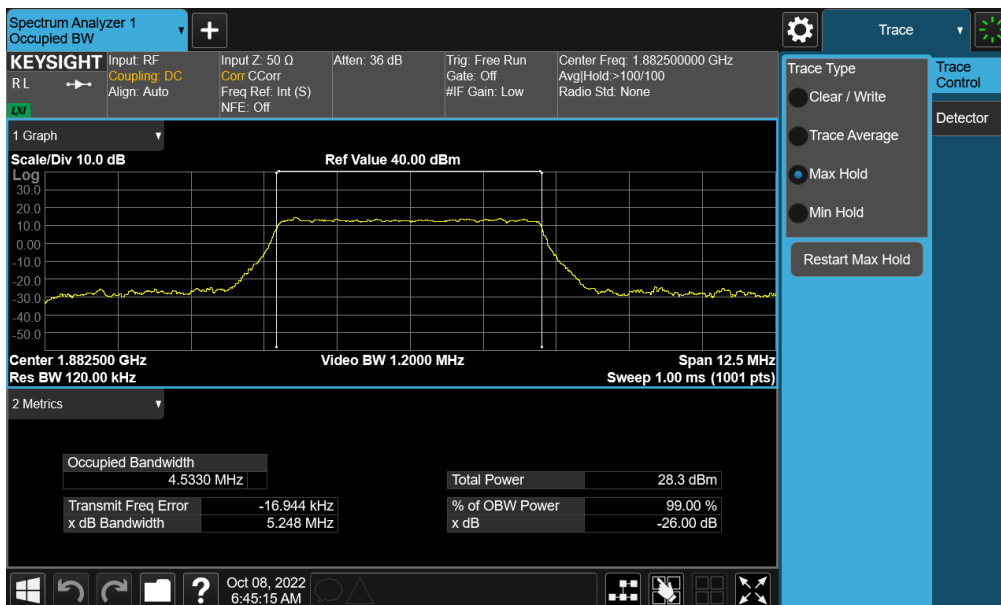 Spectrum Analyzer 1
Occupied BW
+
Trace
KEYSIGHT
R L
LXI
Input: RF
Coupling: DC
Align: Auto
Input Z: 50 Ω
Corr CCorr
Freq Ref: Int (S)
NFE: Off
Atten: 36 dB
Trig: Free Run
Gate: Off
#IF Gain: Low
Center Freq: 1.882500000 GHz
Avg|Hold:>100/100
Radio Std: None
Trace Type
Clear / Write
Trace Average
Max Hold
Min Hold
Restart Max Hold
Trace
Control
Detector
1 Graph
Scale/Div 10.0 dB
Ref Value 40.00 dBm
Log
30.0
20.0
10.0
0.00
-10.0
-20.0
-30.0
-40.0
-50.0
Center 1.882500 GHz
Video BW 1.2000 MHz
Span 12.5 MHz
Res BW 120.00 kHz
Sweep 1.00 ms (1001 pts)
2 Metrics
Occupied Bandwidth
4.5330 MHz
Total Power 28.3 dBm
Transmit Freq Error -16.944 kHz
% of OBW Power 99.00 %
x dB Bandwidth 5.248 MHz
x dB -26.00 dB
?
Oct 08, 2022
6:45:15 AM